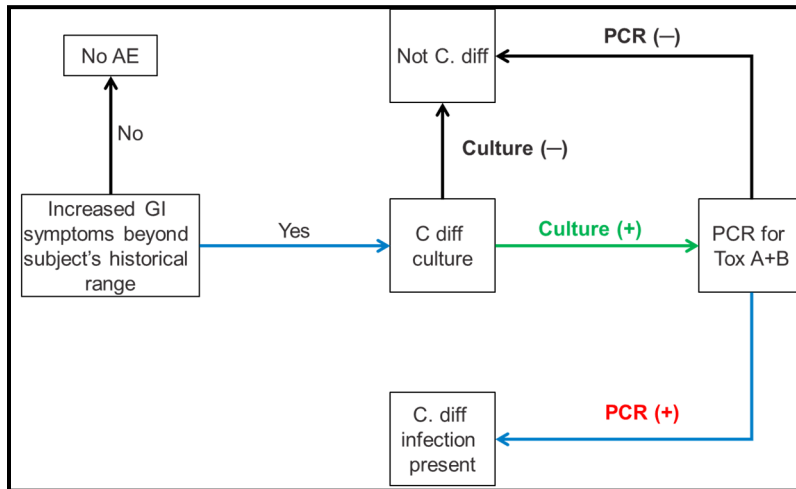 No AE
No
Increased GI
symptoms beyond
subject's historical
range
Yes
Not C. diff
PCR (—)
Culture (—)
C diff
culture
Culture (+)
PCR for
Tox A+B
PCR (+)
C. diff
infection
present